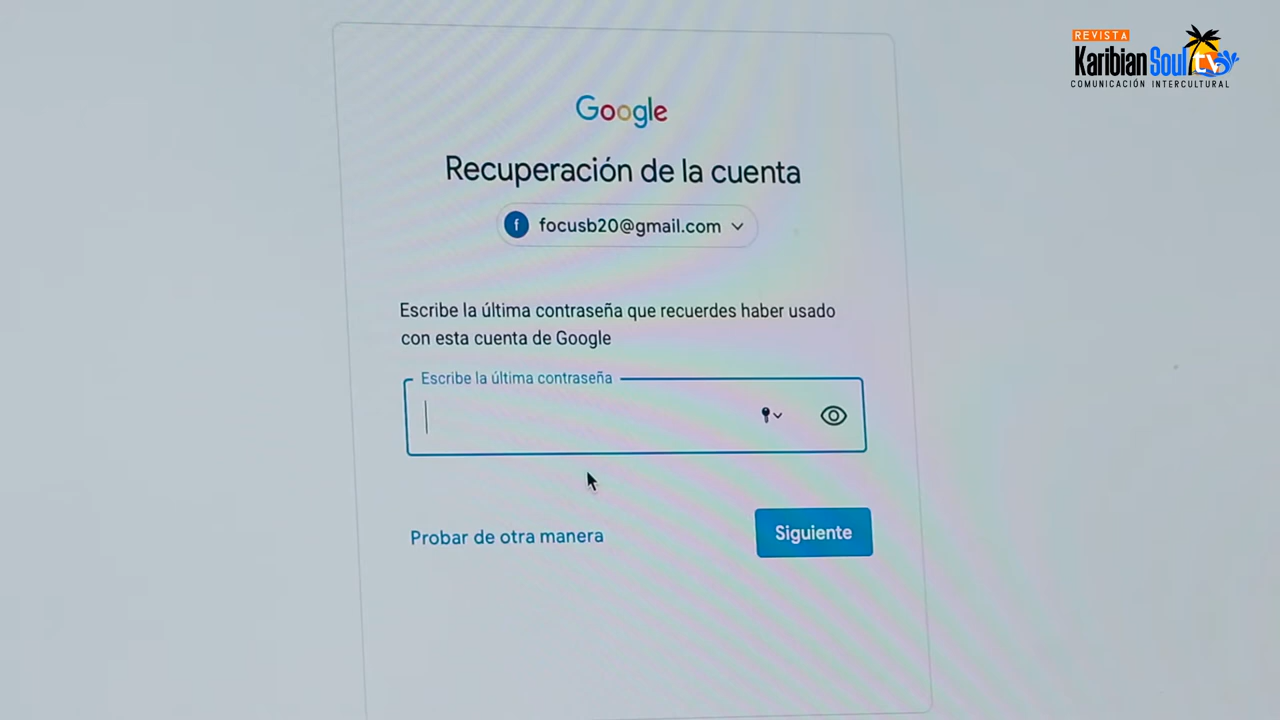 REVISTA
Karibian Soul tv
COMUNICACIÓN INTERCULTURAL
Google
Recuperación de la cuenta
f focusb20@gmail.com
Escribe la última contraseña que recuerdes haber usado
con esta cuenta de Google
Escribe la última contraseña
Probar de otra manera
Siguiente